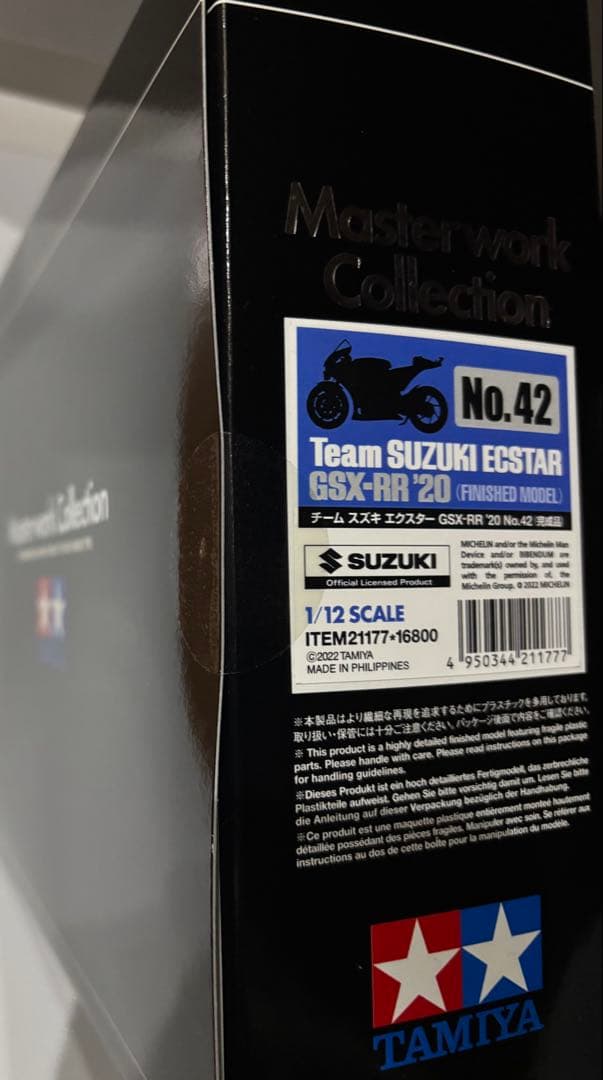 Masterwork
Collection
No.42
Team SUZUKI ECSTAR
GSX-RR '20 (FINISHED MODEL)
チーム スズキ エクスター GSX-RR '20 No.42 (完成品)
SUZUKI
Official Licensed Product
MICHELIN and/or the Michelin Man
Device and/or BIBENDUM are
trademark(s) owned by, and used
with the permission of, the
Michelin Group. © 2022 MICHELIN
1/12 SCALE
ITEM21177*16800
©2022 TAMIYA
MADE IN PHILIPPINES
4 950344 211777
※本製品はより繊細な再現を追求するためにプラスチックを多用しております。
取り扱い・保管には十分ご注意ください。パッケージ後面で内容をご確認ください。
※ This product is a highly detailed finished model featuring fragile plastic
parts. Please handle with care. Please read instructions on this package
for handling guidelines.
※Dieses Produkt ist ein hoch detailliertes Fertigmodell, das zerbrechliche
Plastikteile aufweist. Gehen Sie bitte vorsichtig damit um. Lesen Sie bitte
die Anleitung auf dieser Verpackung bezüglich der Handhabung.
※Ce produit est une maquette plastique entièrement montée hautement
détaillée possédant des pièces fragiles. Manipuler avec soin. Se référer aux
instructions au dos de cette boîte pour la manipulation du modèle.
TAMIYA
Masterwork Collection